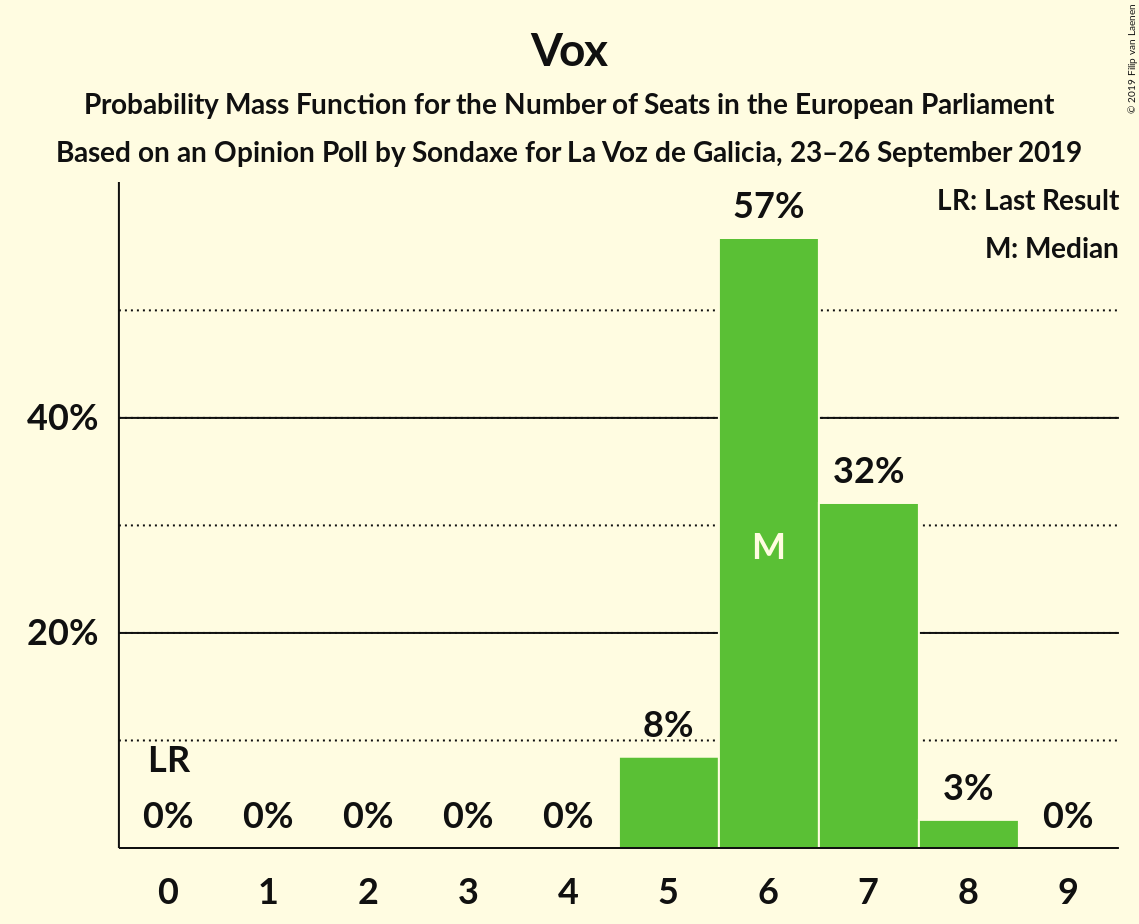 Vox
Probability Mass Function for the Number of Seats in the European Parliament
Based on an Opinion Poll by Sondaxe for La Voz de Galicia, 23–26 September 2019
© 2019 Filip van Laenen
LR: Last Result
M: Median
57%
40%
32%
M
20%
8%
LR
3%
0% 0% 0% 0% 0% 0%
0 1 2 3 4 5 6 7 8 9